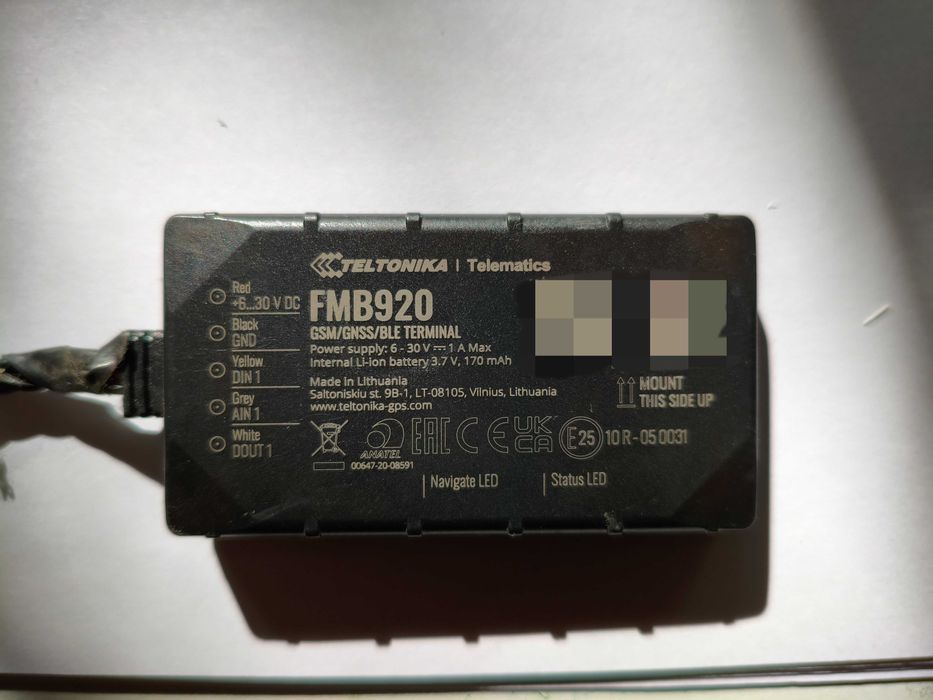 TELTONIKA | Telematics
FMB920
GSM/GNSS/BLE TERMINAL
Power supply: 6 - 30 V ⎓ 1 A Max
Internal Li-ion battery 3.7 V, 170 mAh
Made in Lithuania
Saltoniskiu st. 9B-1, LT-08105, Vilnius, Lithuania
www.teltonika-gps.com
Red
+6...30 V DC
Black
GND
Yellow
DIN 1
Grey
AIN 1
White
DOUT 1
MOUNT
THIS SIDE UP
ANATEL
00647-20-08591
EAC CE UKCA E25 10 R - 05 0031
Navigate LED
Status LED